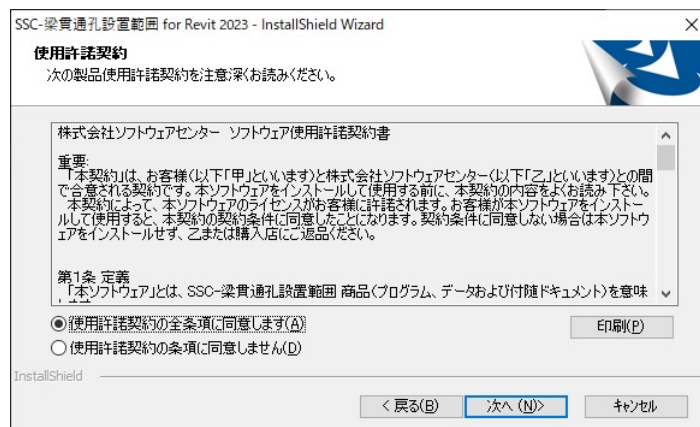 SSC-梁貫通孔設置範囲 for Revit 2023 - InstallShield Wizard
使用許諾契約
次の製品使用許諾契約を注意深くお読みください。
株式会社ソフトウェアセンター ソフトウェア使用許諾契約書
重要:
「本契約」は、お客様(以下「甲」といいます)と株式会社ソフトウェアセンター(以下「乙」といいます)との間
で合意される契約です。本ソフトウェアをインストールして使用する前に、本契約の内容をよくお読み下さい。
本契約によって、本ソフトウェアのライセンスがお客様に許諾されます。お客様が本ソフトウェアをインストー
ルして使用すると、本契約の契約条件に同意したことになります。契約条件に同意しない場合は本ソフトウ
ェアをインストールせず、乙または購入店にご返品ください。
第1条 定義
「本ソフトウェア」とは、SSC-梁貫通孔設置範囲 商品(プログラム、データおよび付随ドキュメント)を意味
使用許諾契約の全条項に同意します(A)
印刷(P)
使用許諾契約の条項に同意しません(D)
InstallShield
< 戻る(B)
次へ (N)>
キャンセル